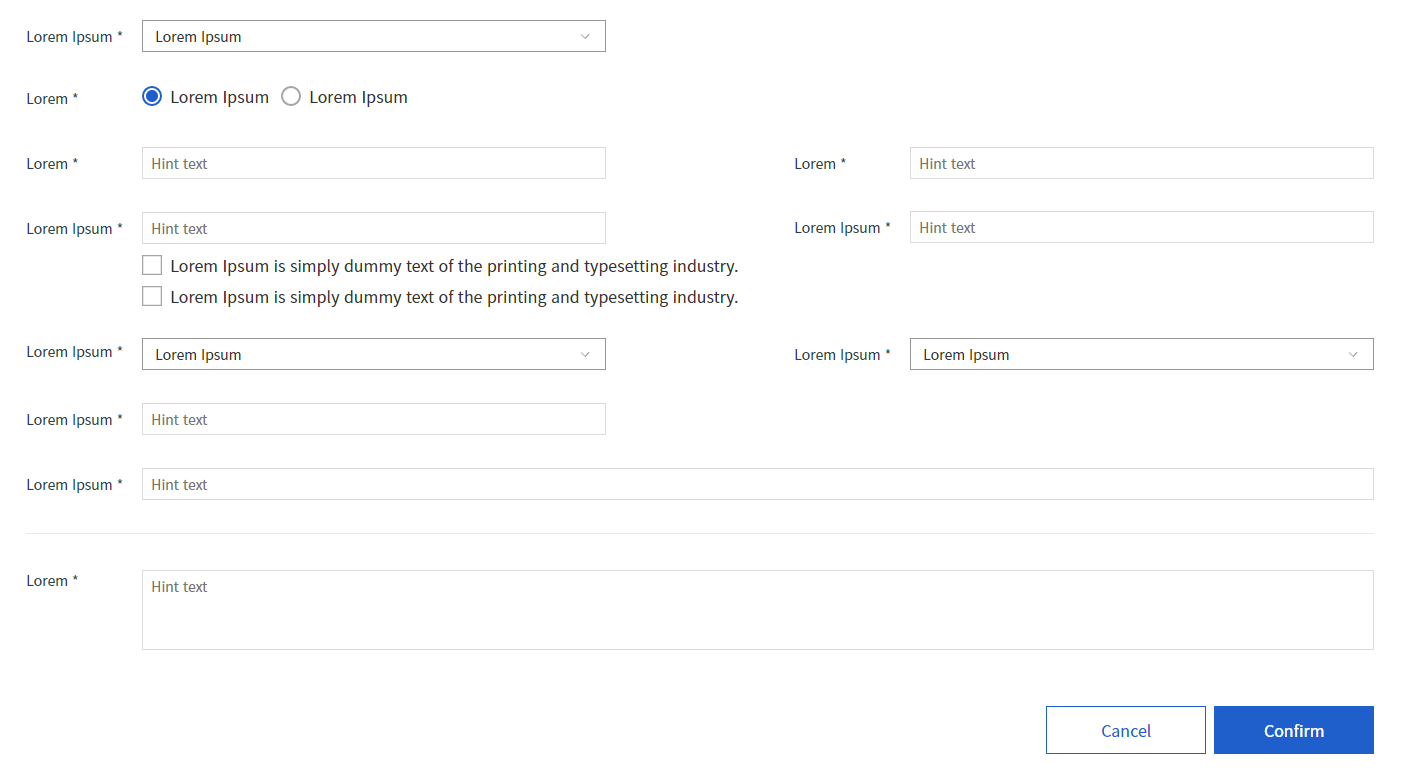 Lorem Ipsum * Lorem Ipsum
Lorem * Lorem Ipsum Lorem Ipsum
Lorem * Hint text Lorem * Hint text
Lorem Ipsum * Hint text Lorem Ipsum * Hint text
Lorem Ipsum is simply dummy text of the printing and typesetting industry.
Lorem Ipsum is simply dummy text of the printing and typesetting industry.
Lorem Ipsum * Lorem Ipsum Lorem Ipsum * Lorem Ipsum
Lorem Ipsum * Hint text
Lorem Ipsum * Hint text
Lorem * Hint text
Cancel Confirm